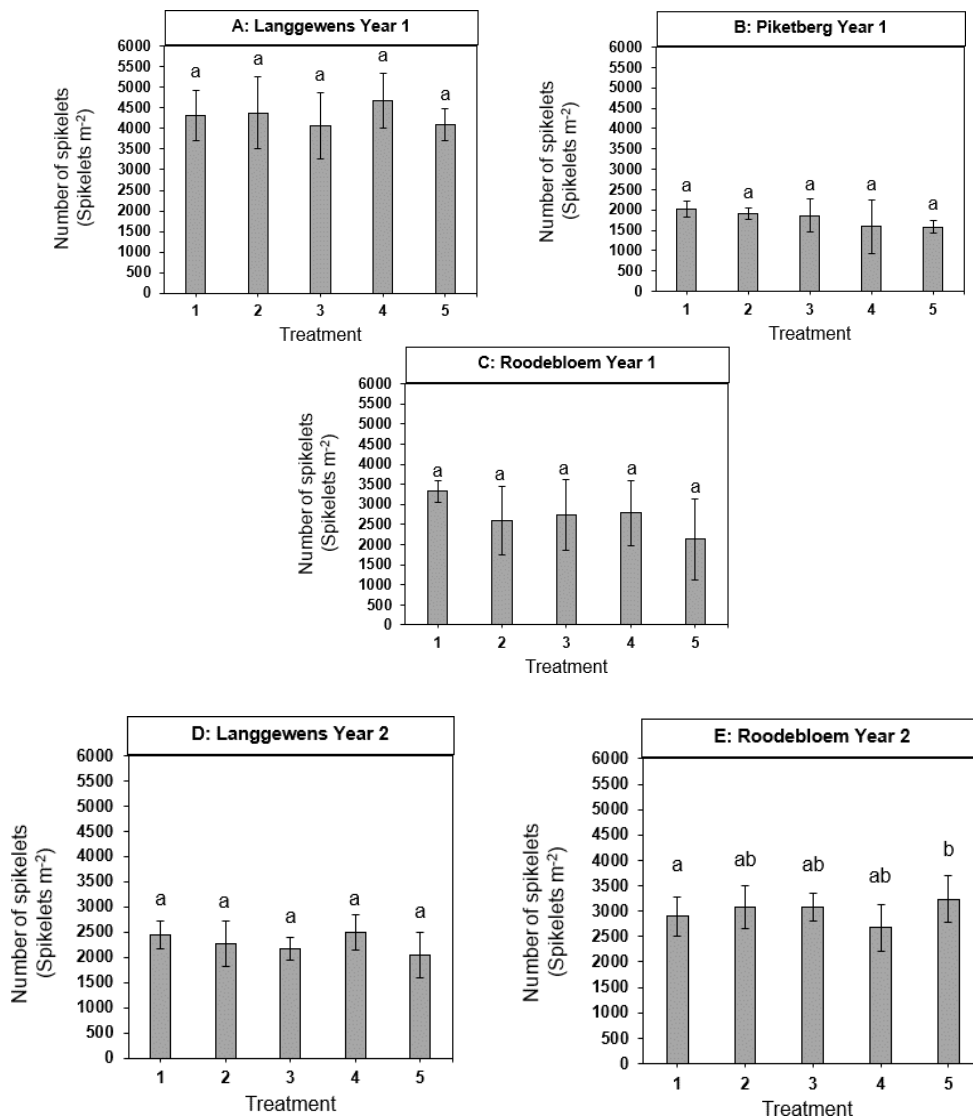 A: Langgewens Year 1
Number of spikelets
(Spikelets m-2)
6000
5500
5000
4500
4000
3500
3000
2500
2000
1500
1000
500
0
a a a a a
1 2 3 4 5
Treatment
B: Piketberg Year 1
Number of spikelets
(Spikelets m-2)
6000
5500
5000
4500
4000
3500
3000
2500
2000
1500
1000
500
0
a a a a a
1 2 3 4 5
Treatment
C: Roodebloem Year 1
Number of spikelets
(Spikelets m-2)
6000
5500
5000
4500
4000
3500
3000
2500
2000
1500
1000
500
0
a a a a a
1 2 3 4 5
Treatment
D: Langgewens Year 2
Number of spikelets
(Spikelets m-2)
6000
5500
5000
4500
4000
3500
3000
2500
2000
1500
1000
500
0
a a a a a
1 2 3 4 5
Treatment
E: Roodebloem Year 2
Number of spikelets
(Spikelets m-2)
6000
5500
5000
4500
4000
3500
3000
2500
2000
1500
1000
500
0
a ab ab ab b
1 2 3 4 5
Treatment